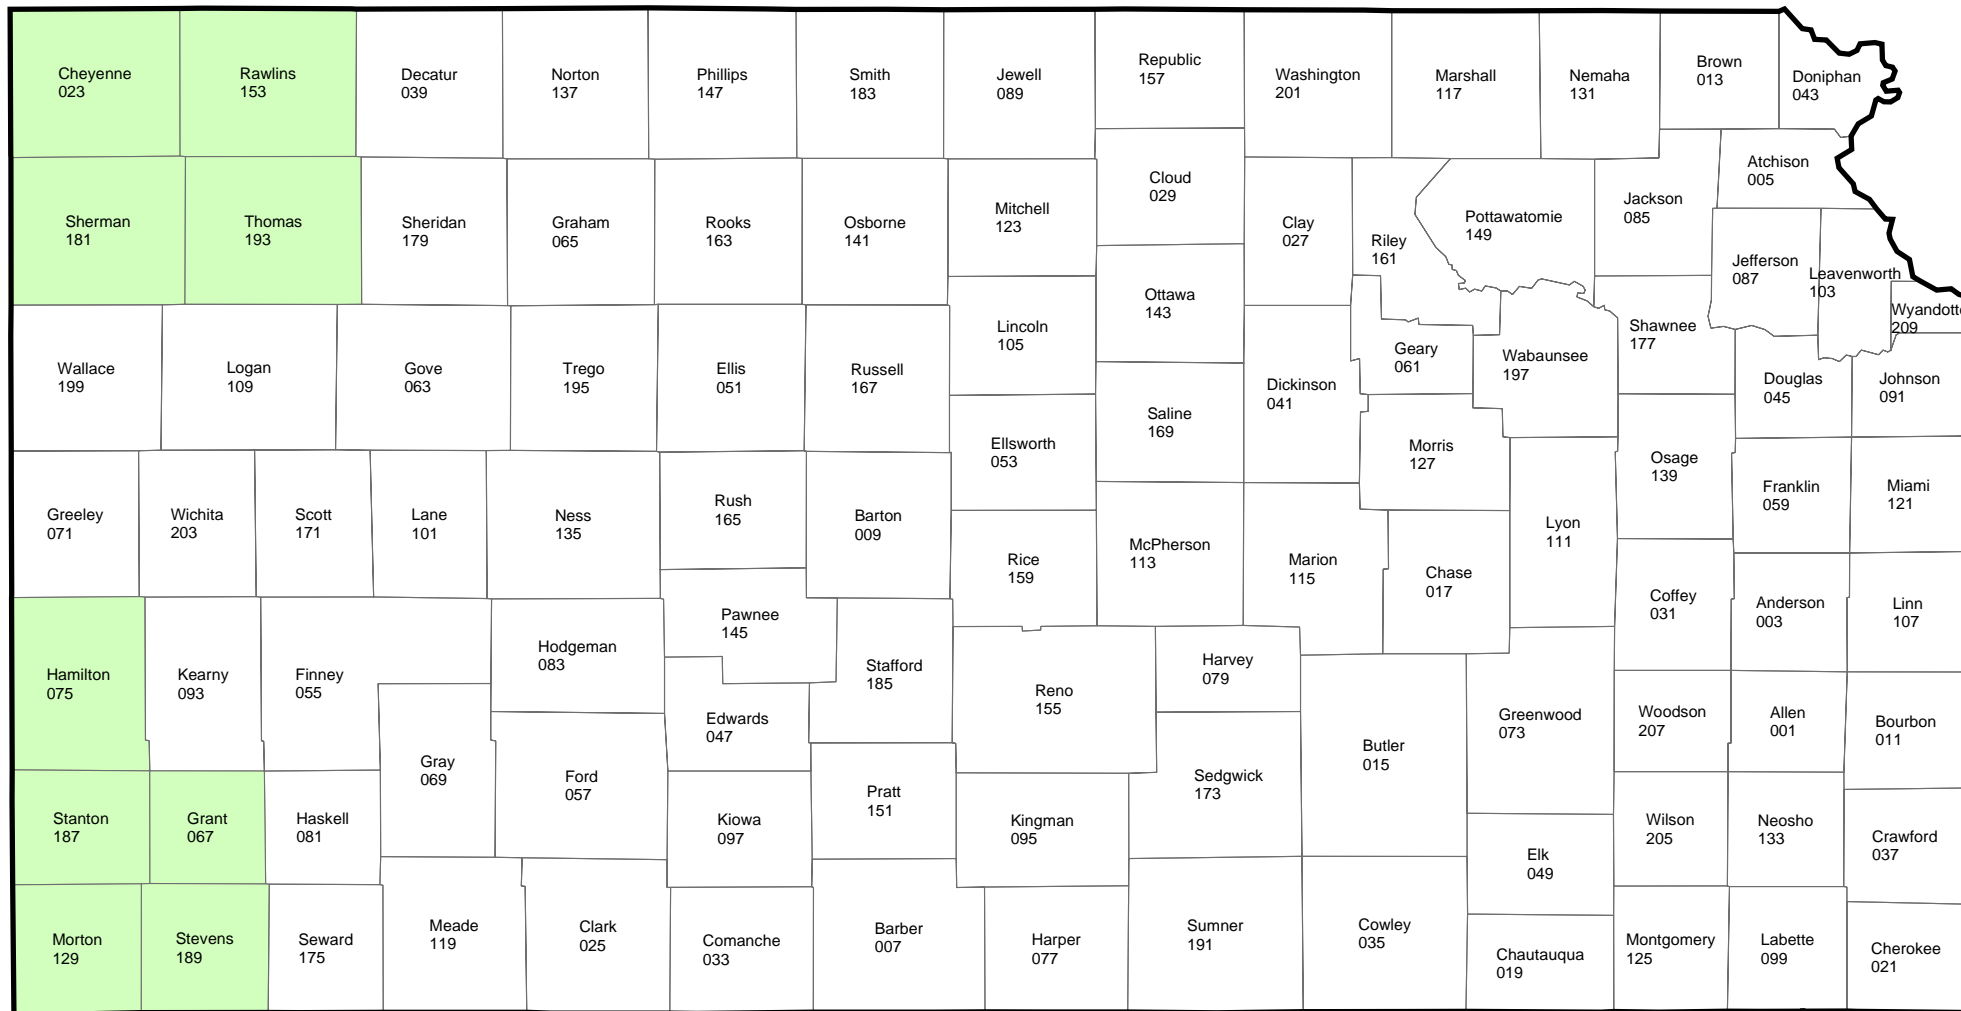 Cheyenne
023
Rawlins
153
Decatur
039
Norton
137
Phillips
147
Smith
183
Jewell
089
Republic
157
Washington
201
Marshall
117
Nemaha
131
Brown
013
Doniphan
043
Sherman
181
Thomas
193
Sheridan
179
Graham
065
Rooks
163
Osborne
141
Mitchell
123
Cloud
029
Clay
027
Riley
161
Pottawatomie
149
Jackson
085
Atchison
005
Jefferson
087
Leavenworth
103
Wyandotte
209
Wallace
199
Logan
109
Gove
063
Trego
195
Ellis
051
Russell
167
Lincoln
105
Ottawa
143
Dickinson
041
Geary
061
Wabaunsee
197
Shawnee
177
Douglas
045
Johnson
091
Ellsworth
053
Saline
169
Morris
127
Osage
139
Franklin
059
Miami
121
Greeley
071
Wichita
203
Scott
171
Lane
101
Ness
135
Rush
165
Barton
009
Rice
159
McPherson
113
Marion
115
Chase
017
Lyon
111
Coffey
031
Anderson
003
Linn
107
Hamilton
075
Kearny
093
Finney
055
Hodgeman
083
Pawnee
145
Stafford
185
Edwards
047
Reno
155
Harvey
079
Butler
015
Greenwood
073
Woodson
207
Allen
001
Bourbon
011
Gray
069
Ford
057
Pratt
151
Sedgwick
173
Stanton
187
Grant
067
Haskell
081
Kiowa
097
Kingman
095
Elk
049
Wilson
205
Neosho
133
Crawford
037
Morton
129
Stevens
189
Seward
175
Meade
119
Clark
025
Comanche
033
Barber
007
Harper
077
Sumner
191
Cowley
035
Chautauqua
019
Montgomery
125
Labette
099
Cherokee
021